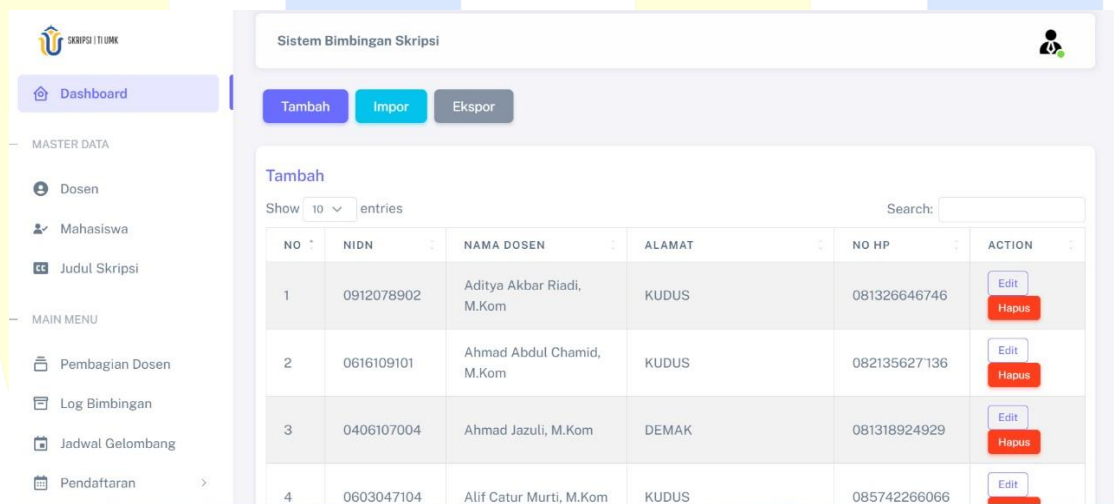 SKRIPSI | TI UMK
Sistem Bimbingan Skripsi
Dashboard
Tambah Impor Ekspor
MASTER DATA
Dosen
Mahasiswa
Judul Skripsi
MAIN MENU
Pembagian Dosen
Log Bimbingan
Jadwal Gelombang
Pendaftaran
Tambah
Show 10 entries Search:
NO NIDN NAMA DOSEN ALAMAT NO HP ACTION
1 0912078902 Aditya Akbar Riadi, M.Kom KUDUS 081326646746 Edit Hapus
2 0616109101 Ahmad Abdul Chamid, M.Kom KUDUS 082135627136 Edit Hapus
3 0406107004 Ahmad Jazuli, M.Kom DEMAK 081318924929 Edit Hapus
4 0603047104 Alif Catur Murti, M.Kom KUDUS 085742266066 Edit